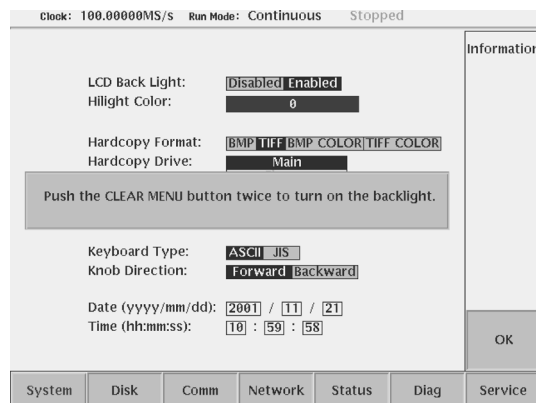 Clock: 100.00000MS/s Run Mode: Continuous Stopped
Information
LCD Back Light: Disabled Enabled
Hilight Color: 0
Hardcopy Format: BMP TIFF BMP COLOR TIFF COLOR
Hardcopy Drive: Main
Push the CLEAR MENU button twice to turn on the backlight.
Keyboard Type: ASCII JIS
Knob Direction: Forward Backward
Date (yyyy/mm/dd): 2001 / 11 / 21
Time (hh:mm:ss): 10 : 59 : 58
OK
System Disk Comm Network Status Diag Service